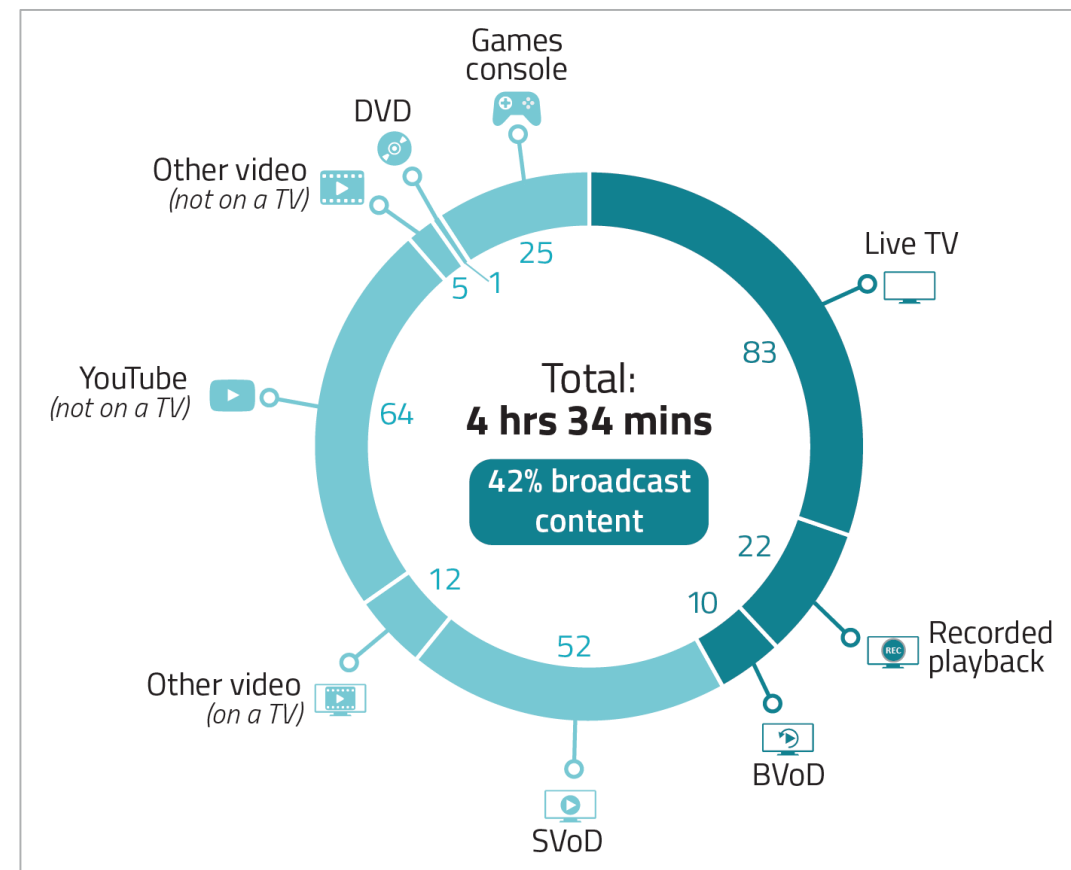 Games
console
DVD
Other video
(not on a TV)
Live TV
25
5
1
83
YouTube
(not on a TV)
64
Total:
4 hrs 34 mins
42% broadcast
content
22
12
10
52
Recorded
playback
REC
Other video
(on a TV)
BVoD
SVoD